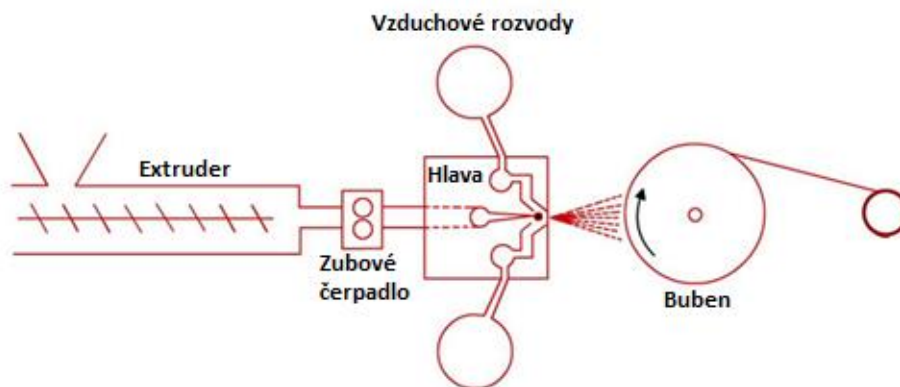 Vzduchové rozvody
Extruder
Hlava
Zubové
čerpadlo
Buben